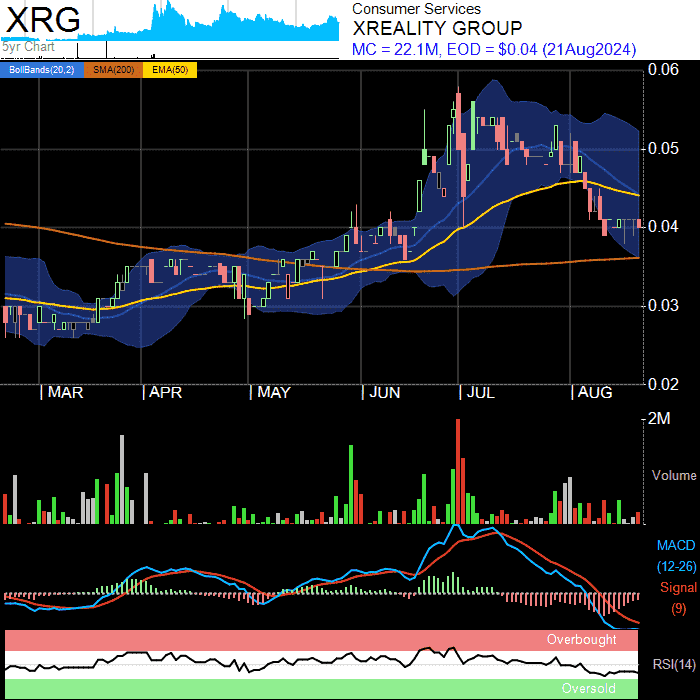 XRG
5yr Chart
Consumer Services
XREALITY GROUP
MC = 22.1M, EOD = $0.04 (21Aug2024)
BollBands(20,2) SMA(200) EMA(50)
0.06
0.05
0.04
0.03
0.02
MAR APR MAY JUN JUL AUG
2M
Volume
MACD
(12-26)
Signal
(9)
Overbought
RSI(14)
Oversold